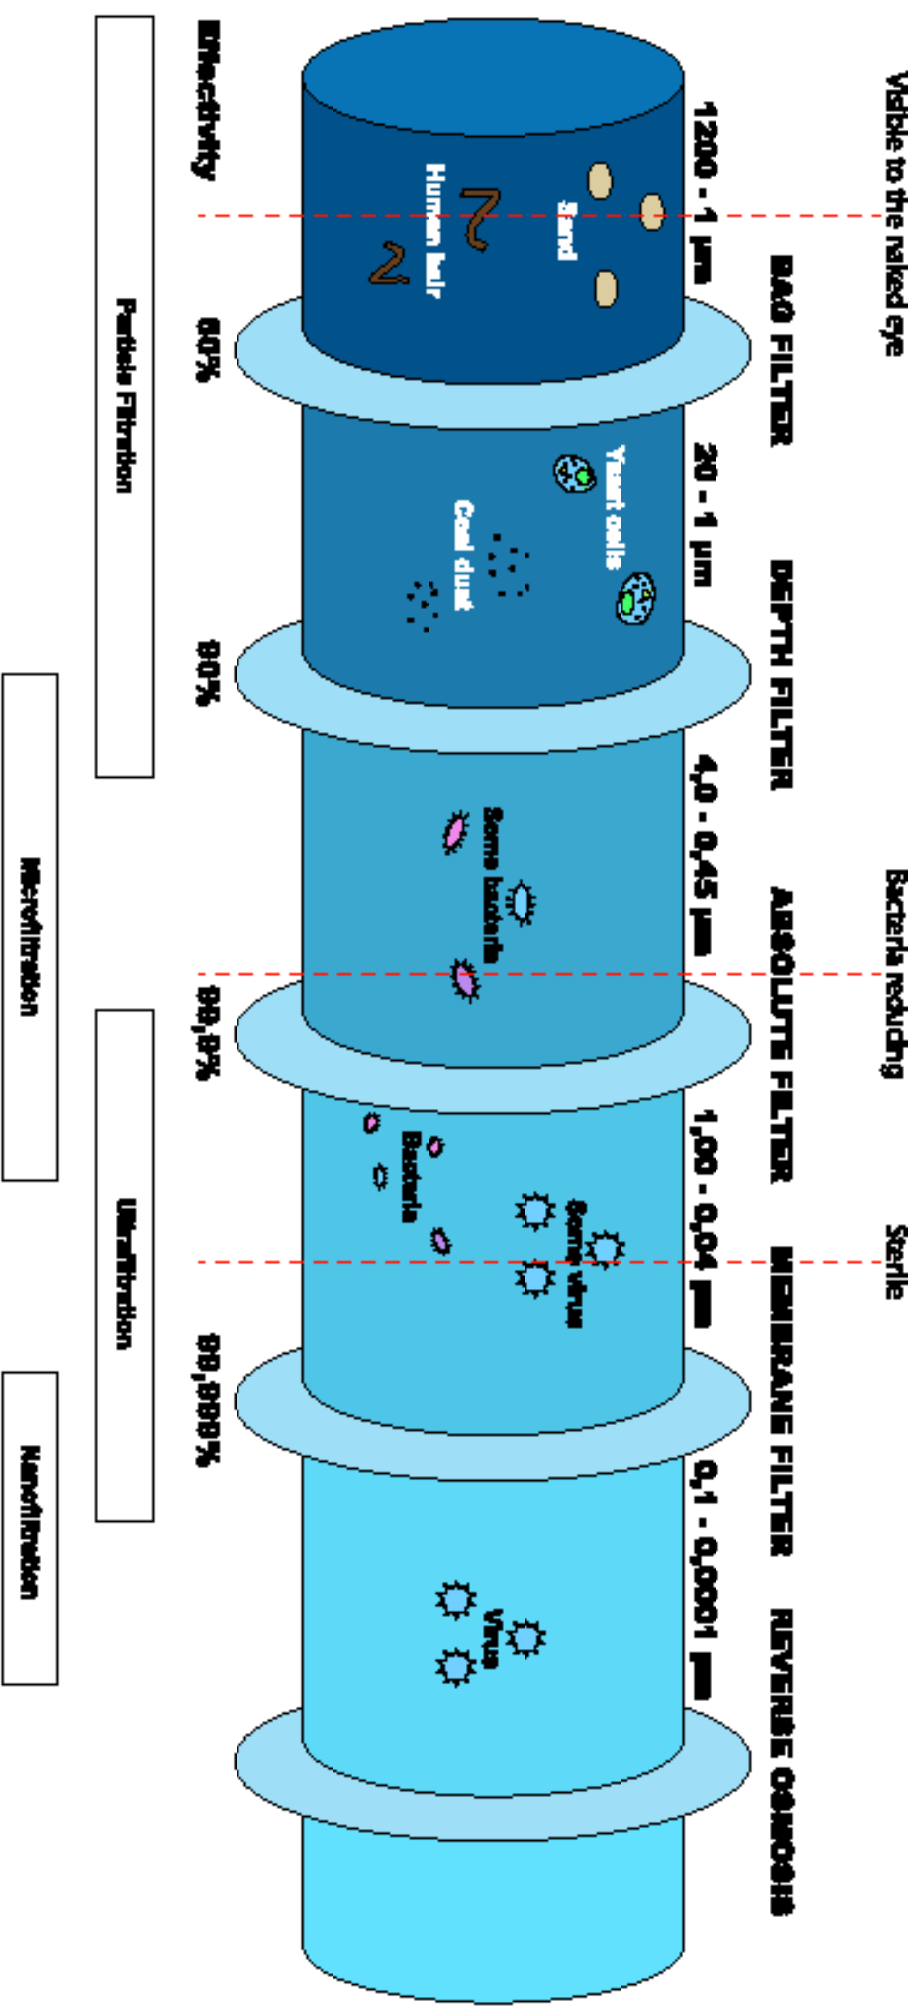 Visible to the naked eye
Bacteria reducing
Sterile
BAG FILTER
DEPTH FILTER
ABSOLUTE FILTER
MEMBRANE FILTER
REVERSE OSMOSIS
1200 - 1 µm
20 - 1 µm
4,0 - 0,45 µm
1,00 - 0,04 µm
0,1 - 0,0001 µm
Sand
Human hair
Yeast cells
Coal dust
Some bacteria
Some virus
Bacteria
Virus
Effectivity
90%
99,9%
99,999%
Particle Filtration
Ultrafiltration
Microfiltration
Nanofiltration